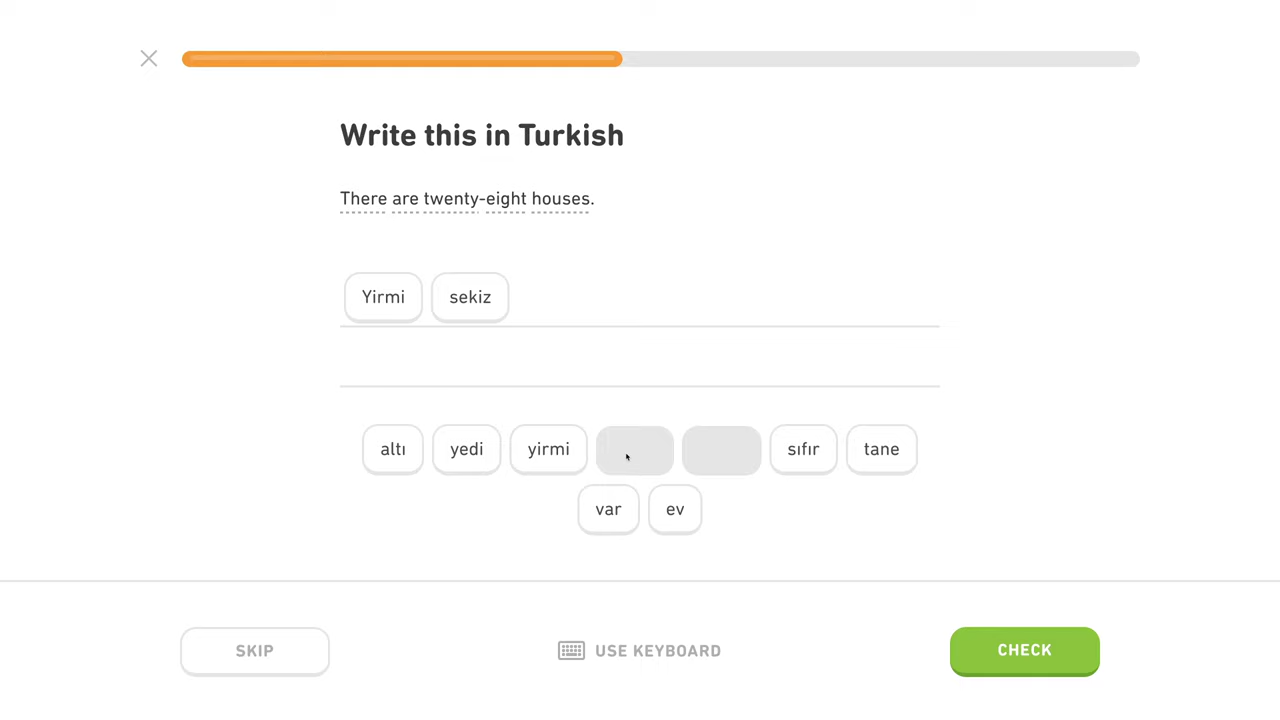 Write this in Turkish
There are twenty-eight houses.
Yirmi sekiz
altı yedi yirmi sıfır tane
var ev
SKIP USE KEYBOARD CHECK